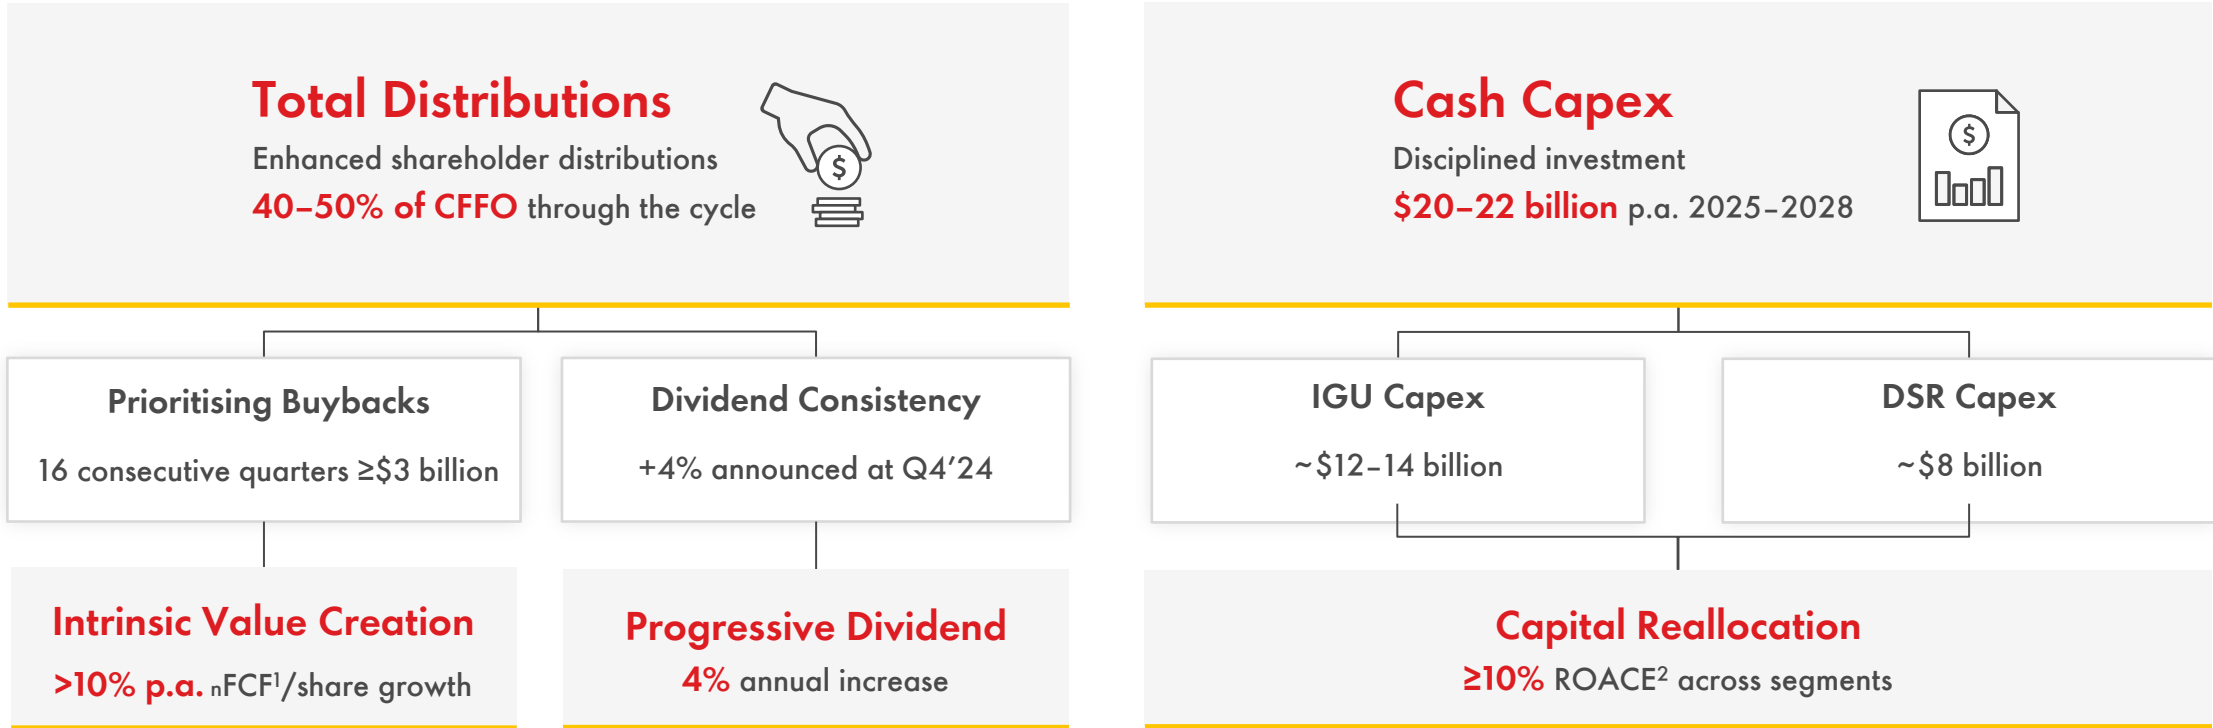 Total Distributions
Enhanced shareholder distributions
40–50% of CFFO through the cycle
$
Cash Capex
Disciplined investment
$20–22 billion p.a. 2025–2028
$
Prioritising Buybacks
16 consecutive quarters ≥$3 billion
Dividend Consistency
+4% announced at Q4’24
IGU Capex
~$12–14 billion
DSR Capex
~$8 billion
Intrinsic Value Creation
>10% p.a. nFCF¹/share growth
Progressive Dividend
4% annual increase
Capital Reallocation
≥10% ROACE² across segments